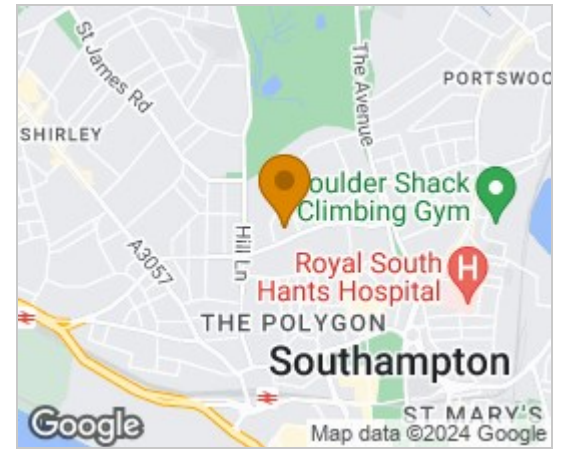 St James Rd
The Avenue
PORTSWOO
SHIRLEY
oulder Shack
Climbing Gym
Hill Ln
A3057
Royal South
Hants Hospital
H
THE POLYGON
Southampton
ST MARY'S
Google
Map data ©2024 Google